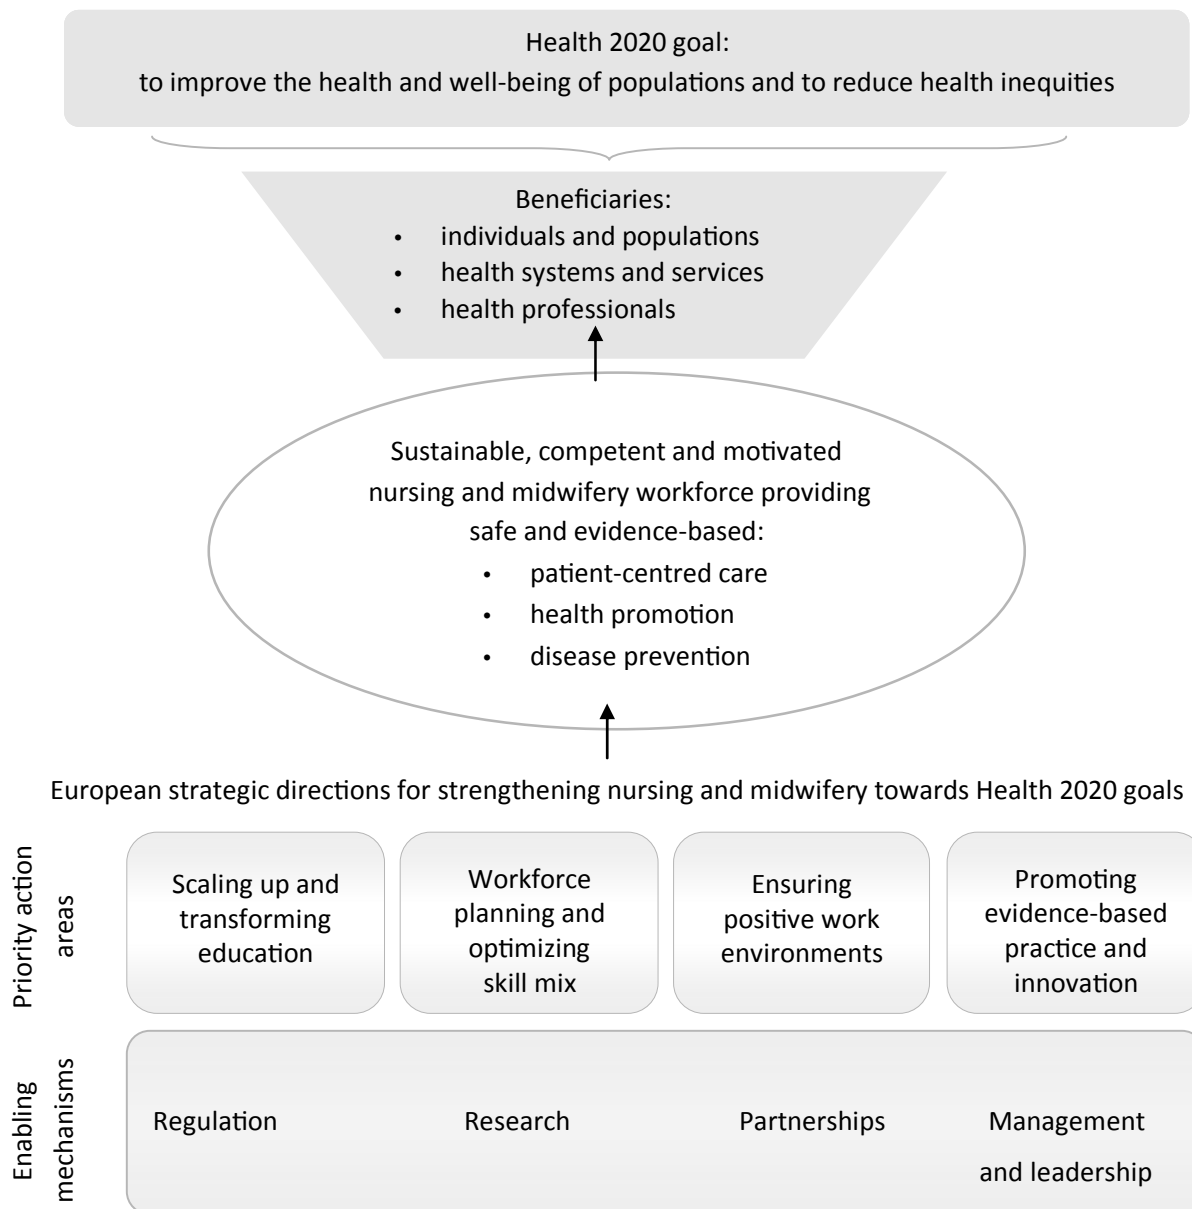 Health 2020 goal:
to improve the health and well-being of populations and to reduce health inequities
Beneficiaries:
• individuals and populations
• health systems and services
• health professionals
Sustainable, competent and motivated
nursing and midwifery workforce providing
safe and evidence-based:
• patient-centred care
• health promotion
• disease prevention
European strategic directions for strengthening nursing and midwifery towards Health 2020 goals
Priority action
areas
Scaling up and
transforming
education
Workforce
planning and
optimizing
skill mix
Ensuring
positive work
environments
Promoting
evidence-based
practice and
innovation
Enabling
mechanisms
Regulation
Research
Partnerships
Management
and leadership